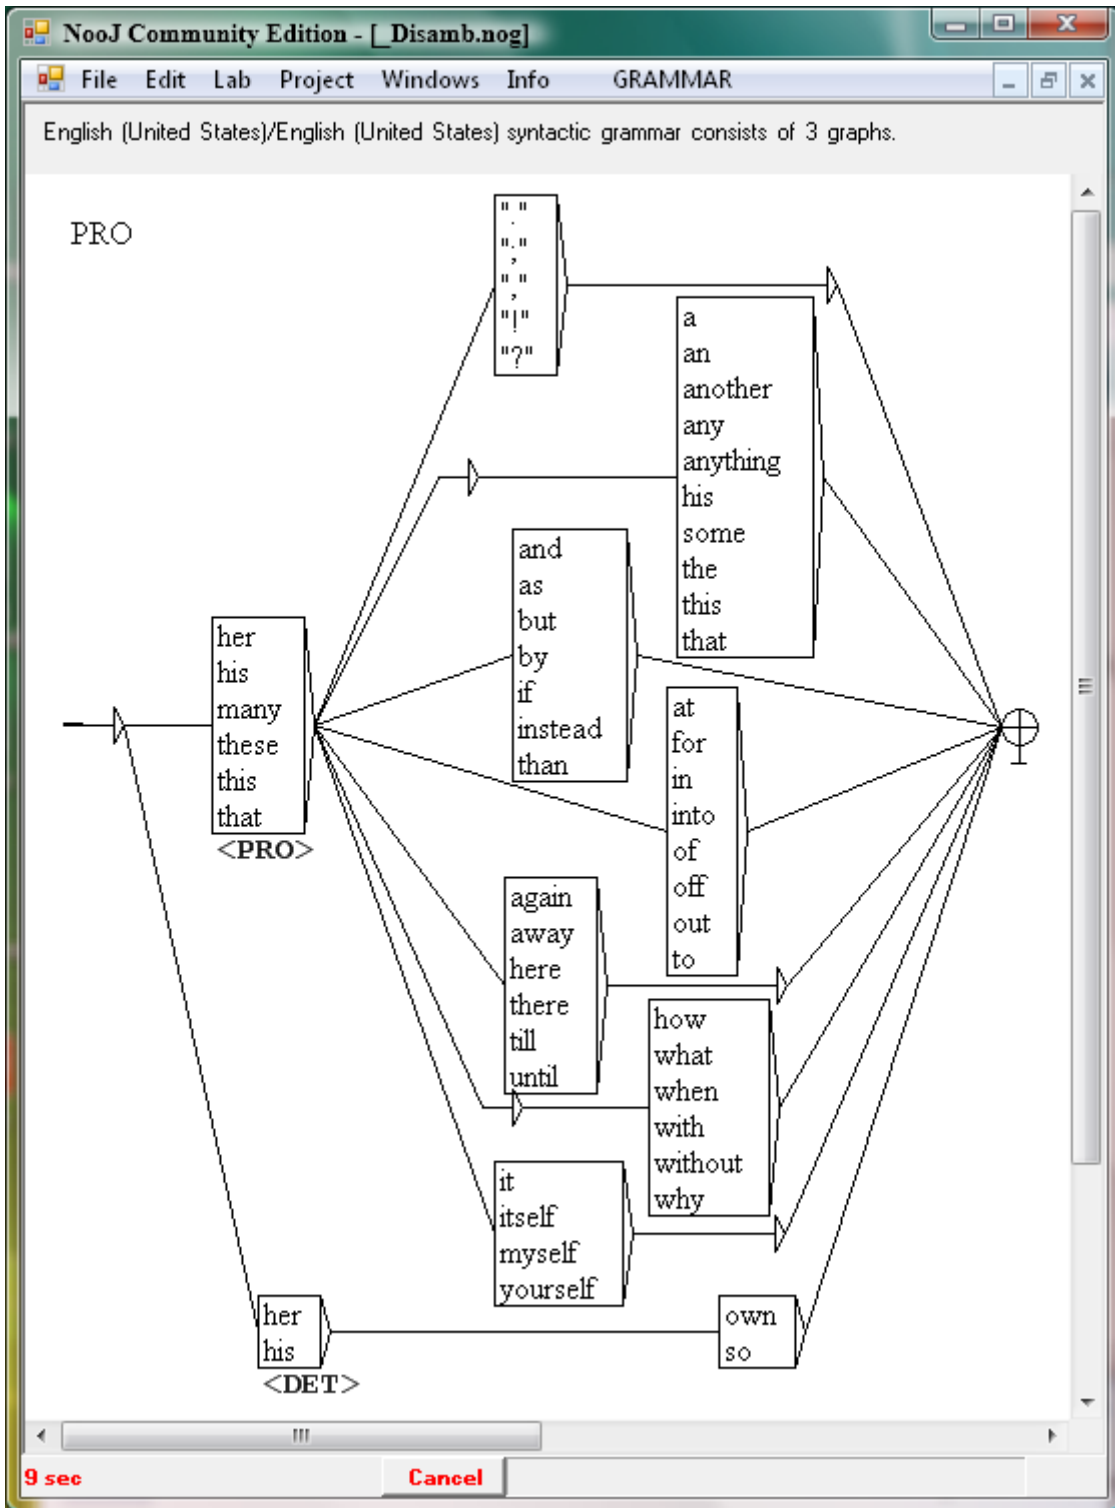 NooJ Community Edition - [_Disamb.nog]
File Edit Lab Project Windows Info GRAMMAR
English (United States)/English (United States) syntactic grammar consists of 3 graphs.
PRO
"."
";"
","
"!"
"?"
a
an
another
any
anything
his
some
the
this
that
and
as
but
by
if
instead
than
her
his
many
these
this
that
<PRO>
at
for
in
into
of
off
out
to
again
away
here
there
till
until
how
what
when
with
without
why
it
itself
myself
yourself
her
his
<DET>
own
so
9 sec
Cancel